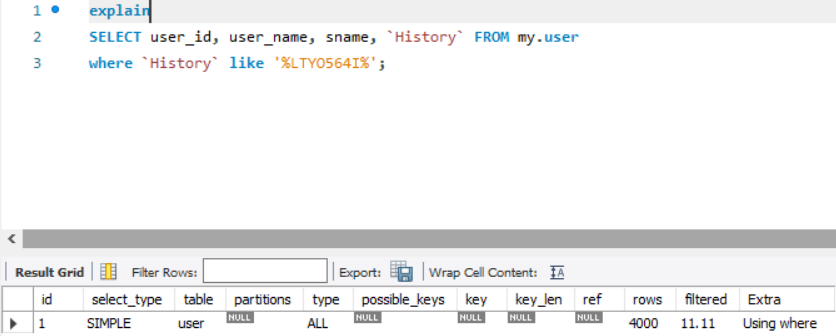 1 explain
2 SELECT user_id, user_name, sname, `History` FROM my.user
3 where `History` like '%LTYO564I%';
Result Grid Filter Rows: Export: Wrap Cell Content: IA
id select_type table partitions type possible_keys key key_len ref rows filtered Extra
1 SIMPLE user NULL ALL NULL NULL NULL NULL 4000 11.11 Using where